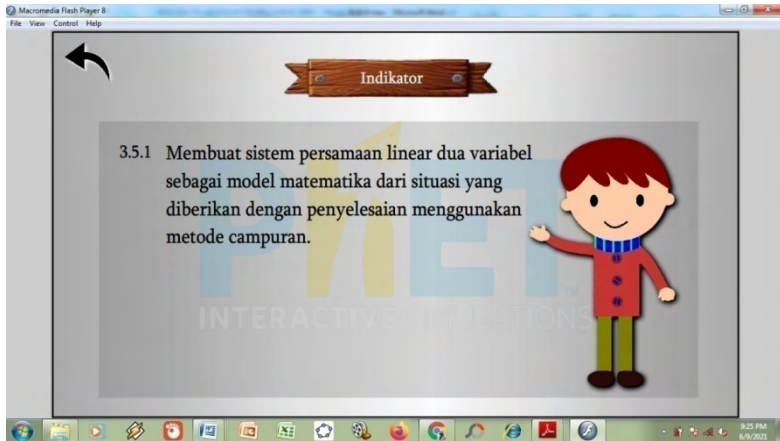 Macromedia Flash Player 8
File View Control Help
Indikator
3.5.1 Membuat sistem persamaan linear dua variabel
sebagai model matematika dari situasi yang
diberikan dengan penyelesaian menggunakan
metode campuran.
PhET
TM
INTERACTIVE SIMULATIONS
9:25 PM
6/9/2021